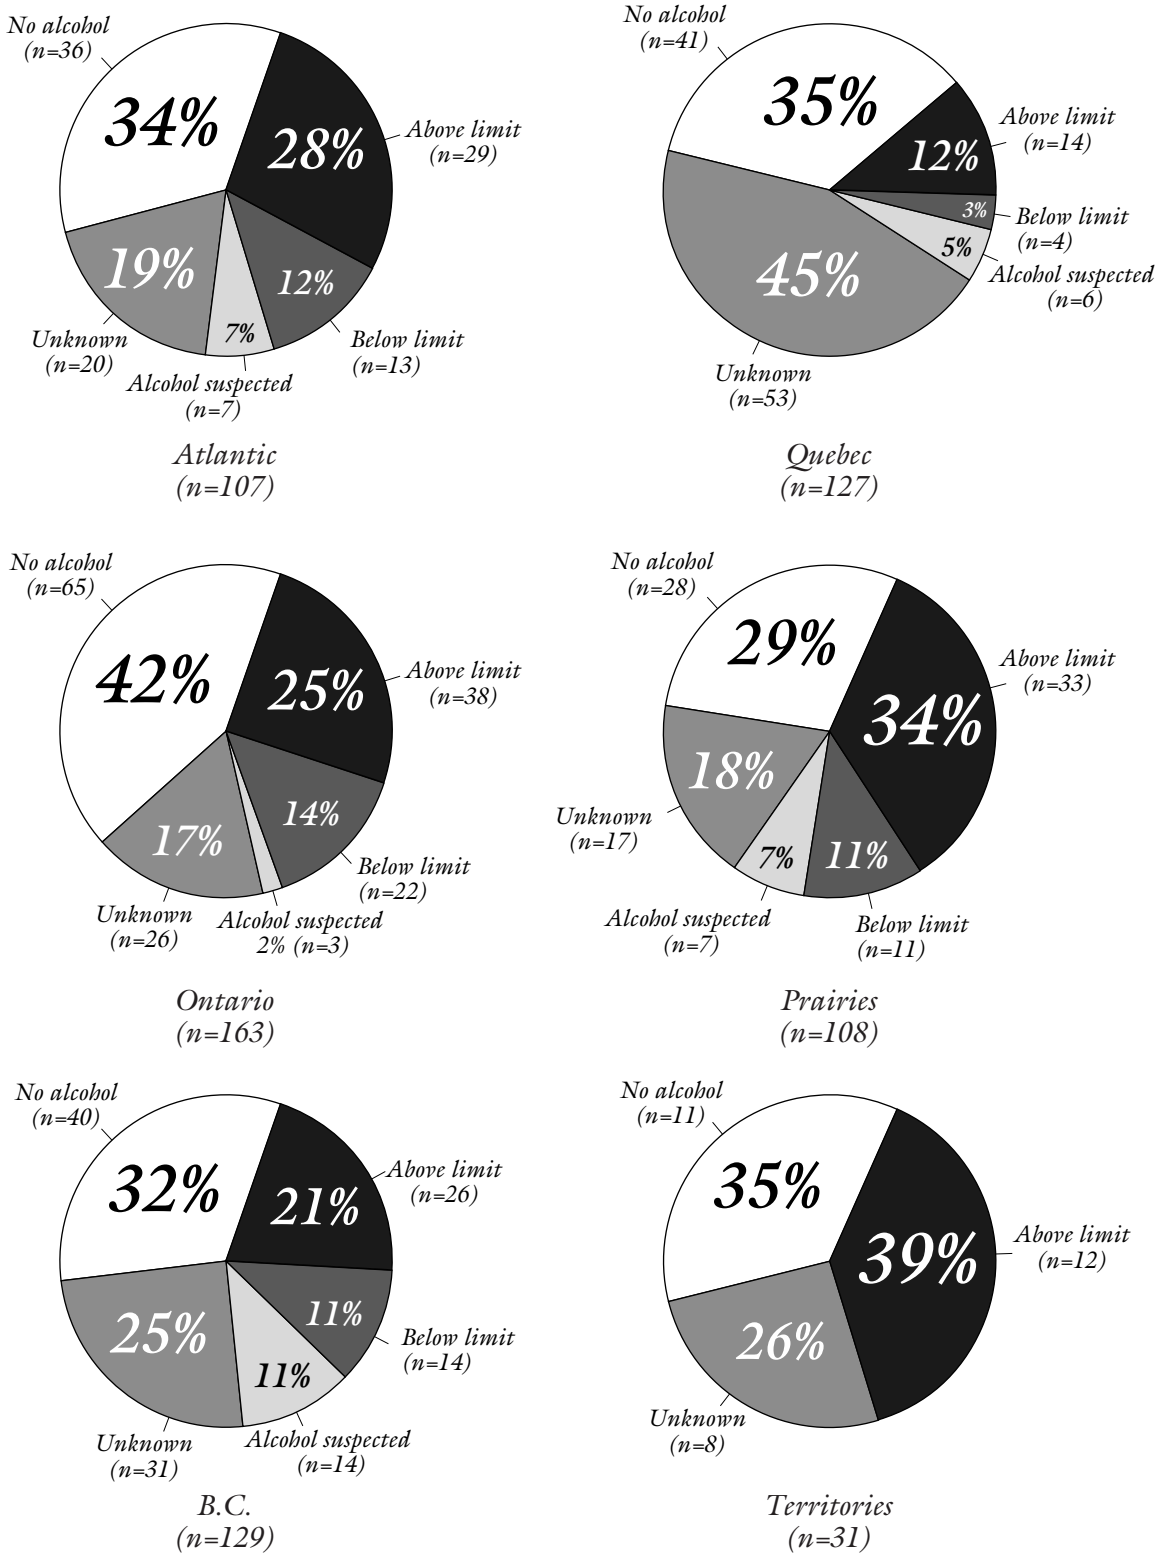 No alcohol
(n=36)
34%
28%
Above limit
(n=29)
19%
12%
7%
Unknown
(n=20)
Below limit
(n=13)
Alcohol suspected
(n=7)
Atlantic
(n=107)
No alcohol
(n=41)
35%
12%
Above limit
(n=14)
3%
Below limit
(n=4)
5%
Alcohol suspected
(n=6)
45%
Unknown
(n=53)
Quebec
(n=127)
No alcohol
(n=65)
42%
25%
Above limit
(n=38)
14%
17%
Below limit
(n=22)
Unknown
(n=26)
Alcohol suspected
2% (n=3)
Ontario
(n=163)
No alcohol
(n=28)
29%
Above limit
(n=33)
34%
18%
Unknown
(n=17)
7%
11%
Alcohol suspected
(n=7)
Below limit
(n=11)
Prairies
(n=108)
No alcohol
(n=40)
32%
21%
Above limit
(n=26)
25%
11%
Below limit
(n=14)
11%
Unknown
(n=31)
Alcohol suspected
(n=14)
B.C.
(n=129)
No alcohol
(n=11)
35%
39%
Above limit
(n=12)
26%
Unknown
(n=8)
Territories
(n=31)